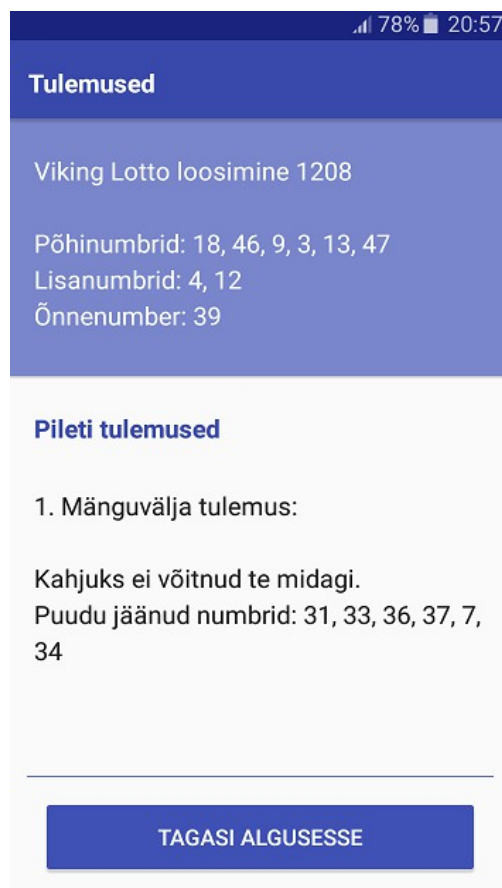 78% 20:57
Tulemused
Viking Lotto loosimine 1208
Põhinumbrid: 18, 46, 9, 3, 13, 47
Lisanumbrid: 4, 12
Õnnenumber: 39
Pileti tulemused
1. Mänguvälja tulemus:
Kahjuks ei võitnud te midagi.
Puudu jäänud numbrid: 31, 33, 36, 37, 7,
34
TAGASI ALGUSESSE